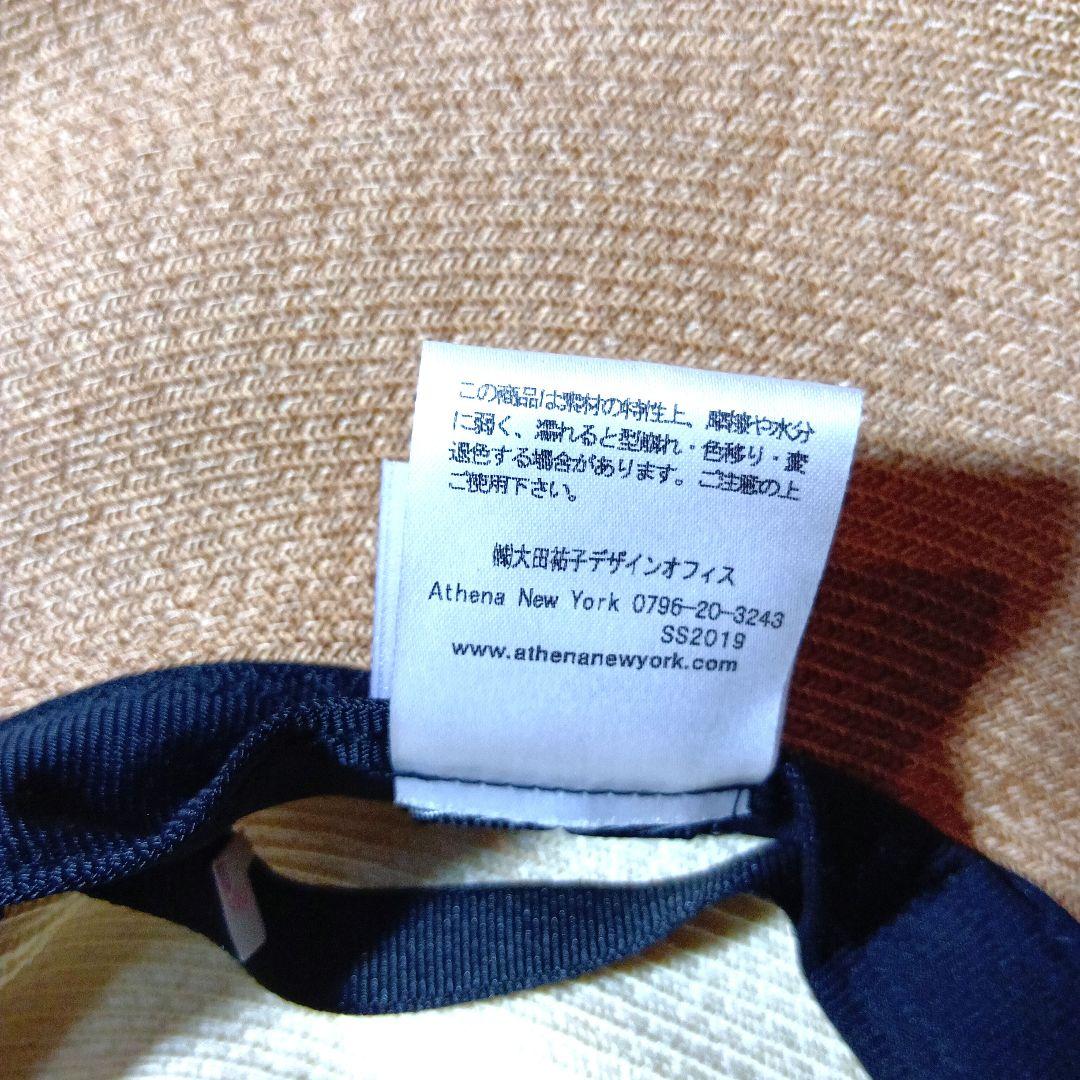 この商品は素材の特性上、摩擦や水分
に弱く、濡れると型崩れ・色移り・変
退色する場合があります。ご注意の上
ご使用下さい。
㈱大田祐子デザインオフィス
Athena New York 0796-20-3243
SS2019
www.athenanewyork.com